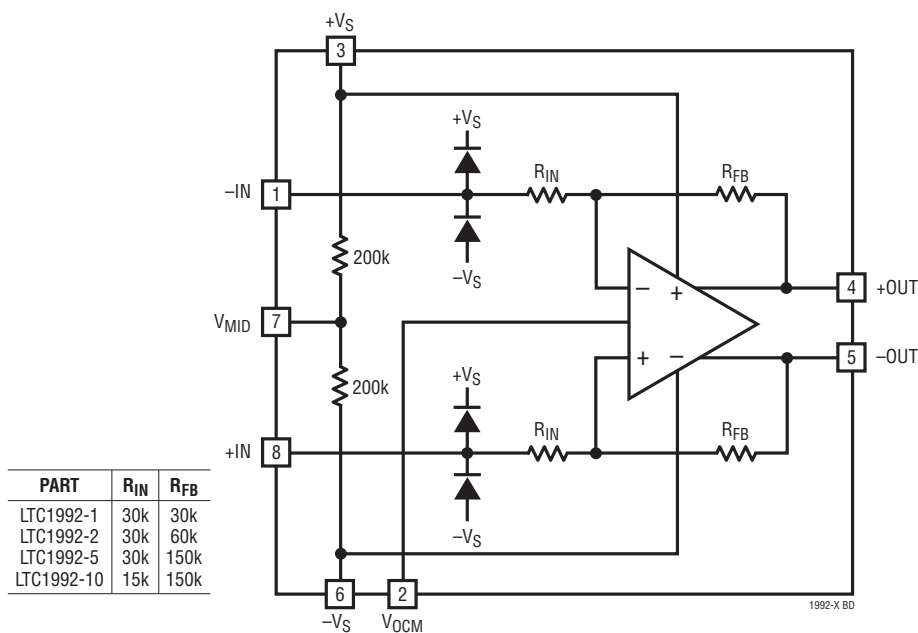 +VS
3
+VS
–IN
1
RIN
RFB
200k
–VS
– +
4
+OUT
VMID
7
+ –
5
–OUT
200k
+VS
RIN
RFB
+IN
8
–VS
PART RIN RFB
LTC1992-1 30k 30k
LTC1992-2 30k 60k
LTC1992-5 30k 150k
LTC1992-10 15k 150k
6
2
1992-X BD
–VS
VOCM